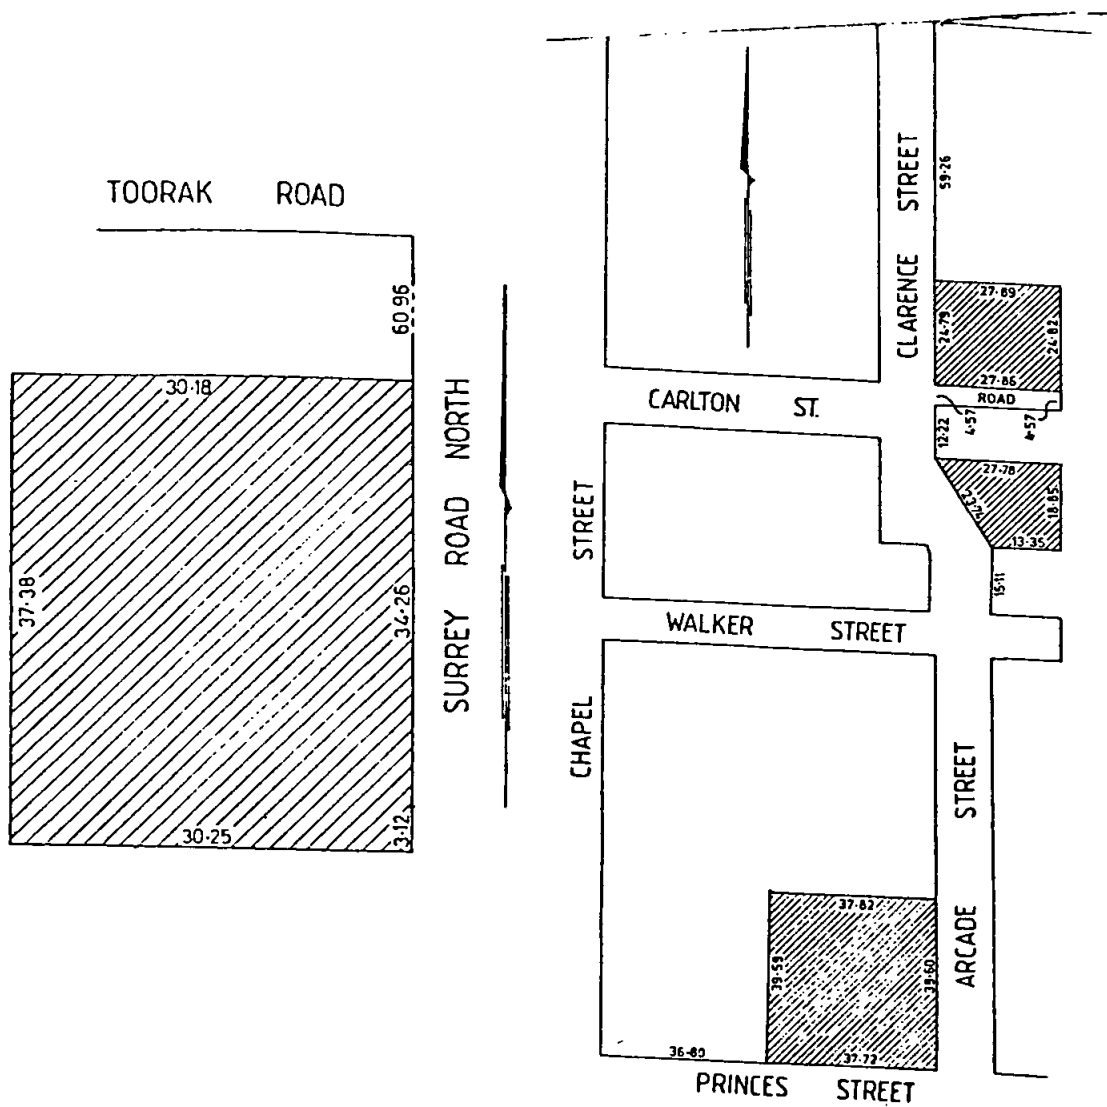 TOORAK ROAD
60·96
30·18
37·38
34·26
30·25
3·12
SURREY ROAD NORTH
CLARENCE STREET
59·26
27·89
24·79
24·82
27·86
ROAD
4·57
4·57
12·22
CARLTON ST.
27·78
23·74
18·85
13·35
15·11
WALKER STREET
CHAPEL STREET
ARCADE STREET
37·82
39·59
39·60
36·80
37·72
PRINCES STREET